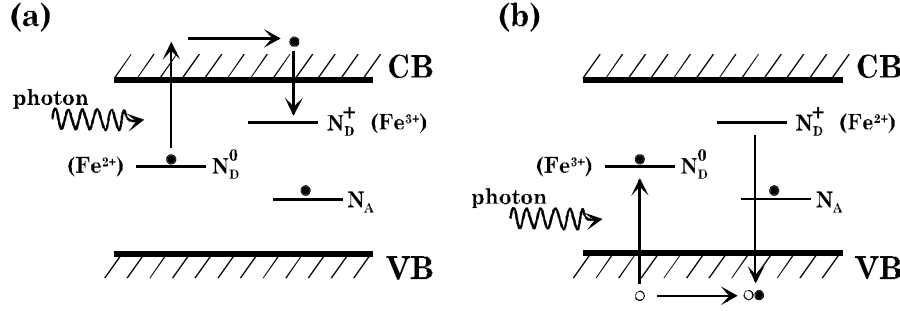 (a)
CB
photon
N_D^+ (Fe³⁺)
(Fe²⁺) N_D^0
N_A
VB
(b)
CB
N_D^+ (Fe²⁺)
(Fe³⁺) N_D^0
photon
N_A
VB